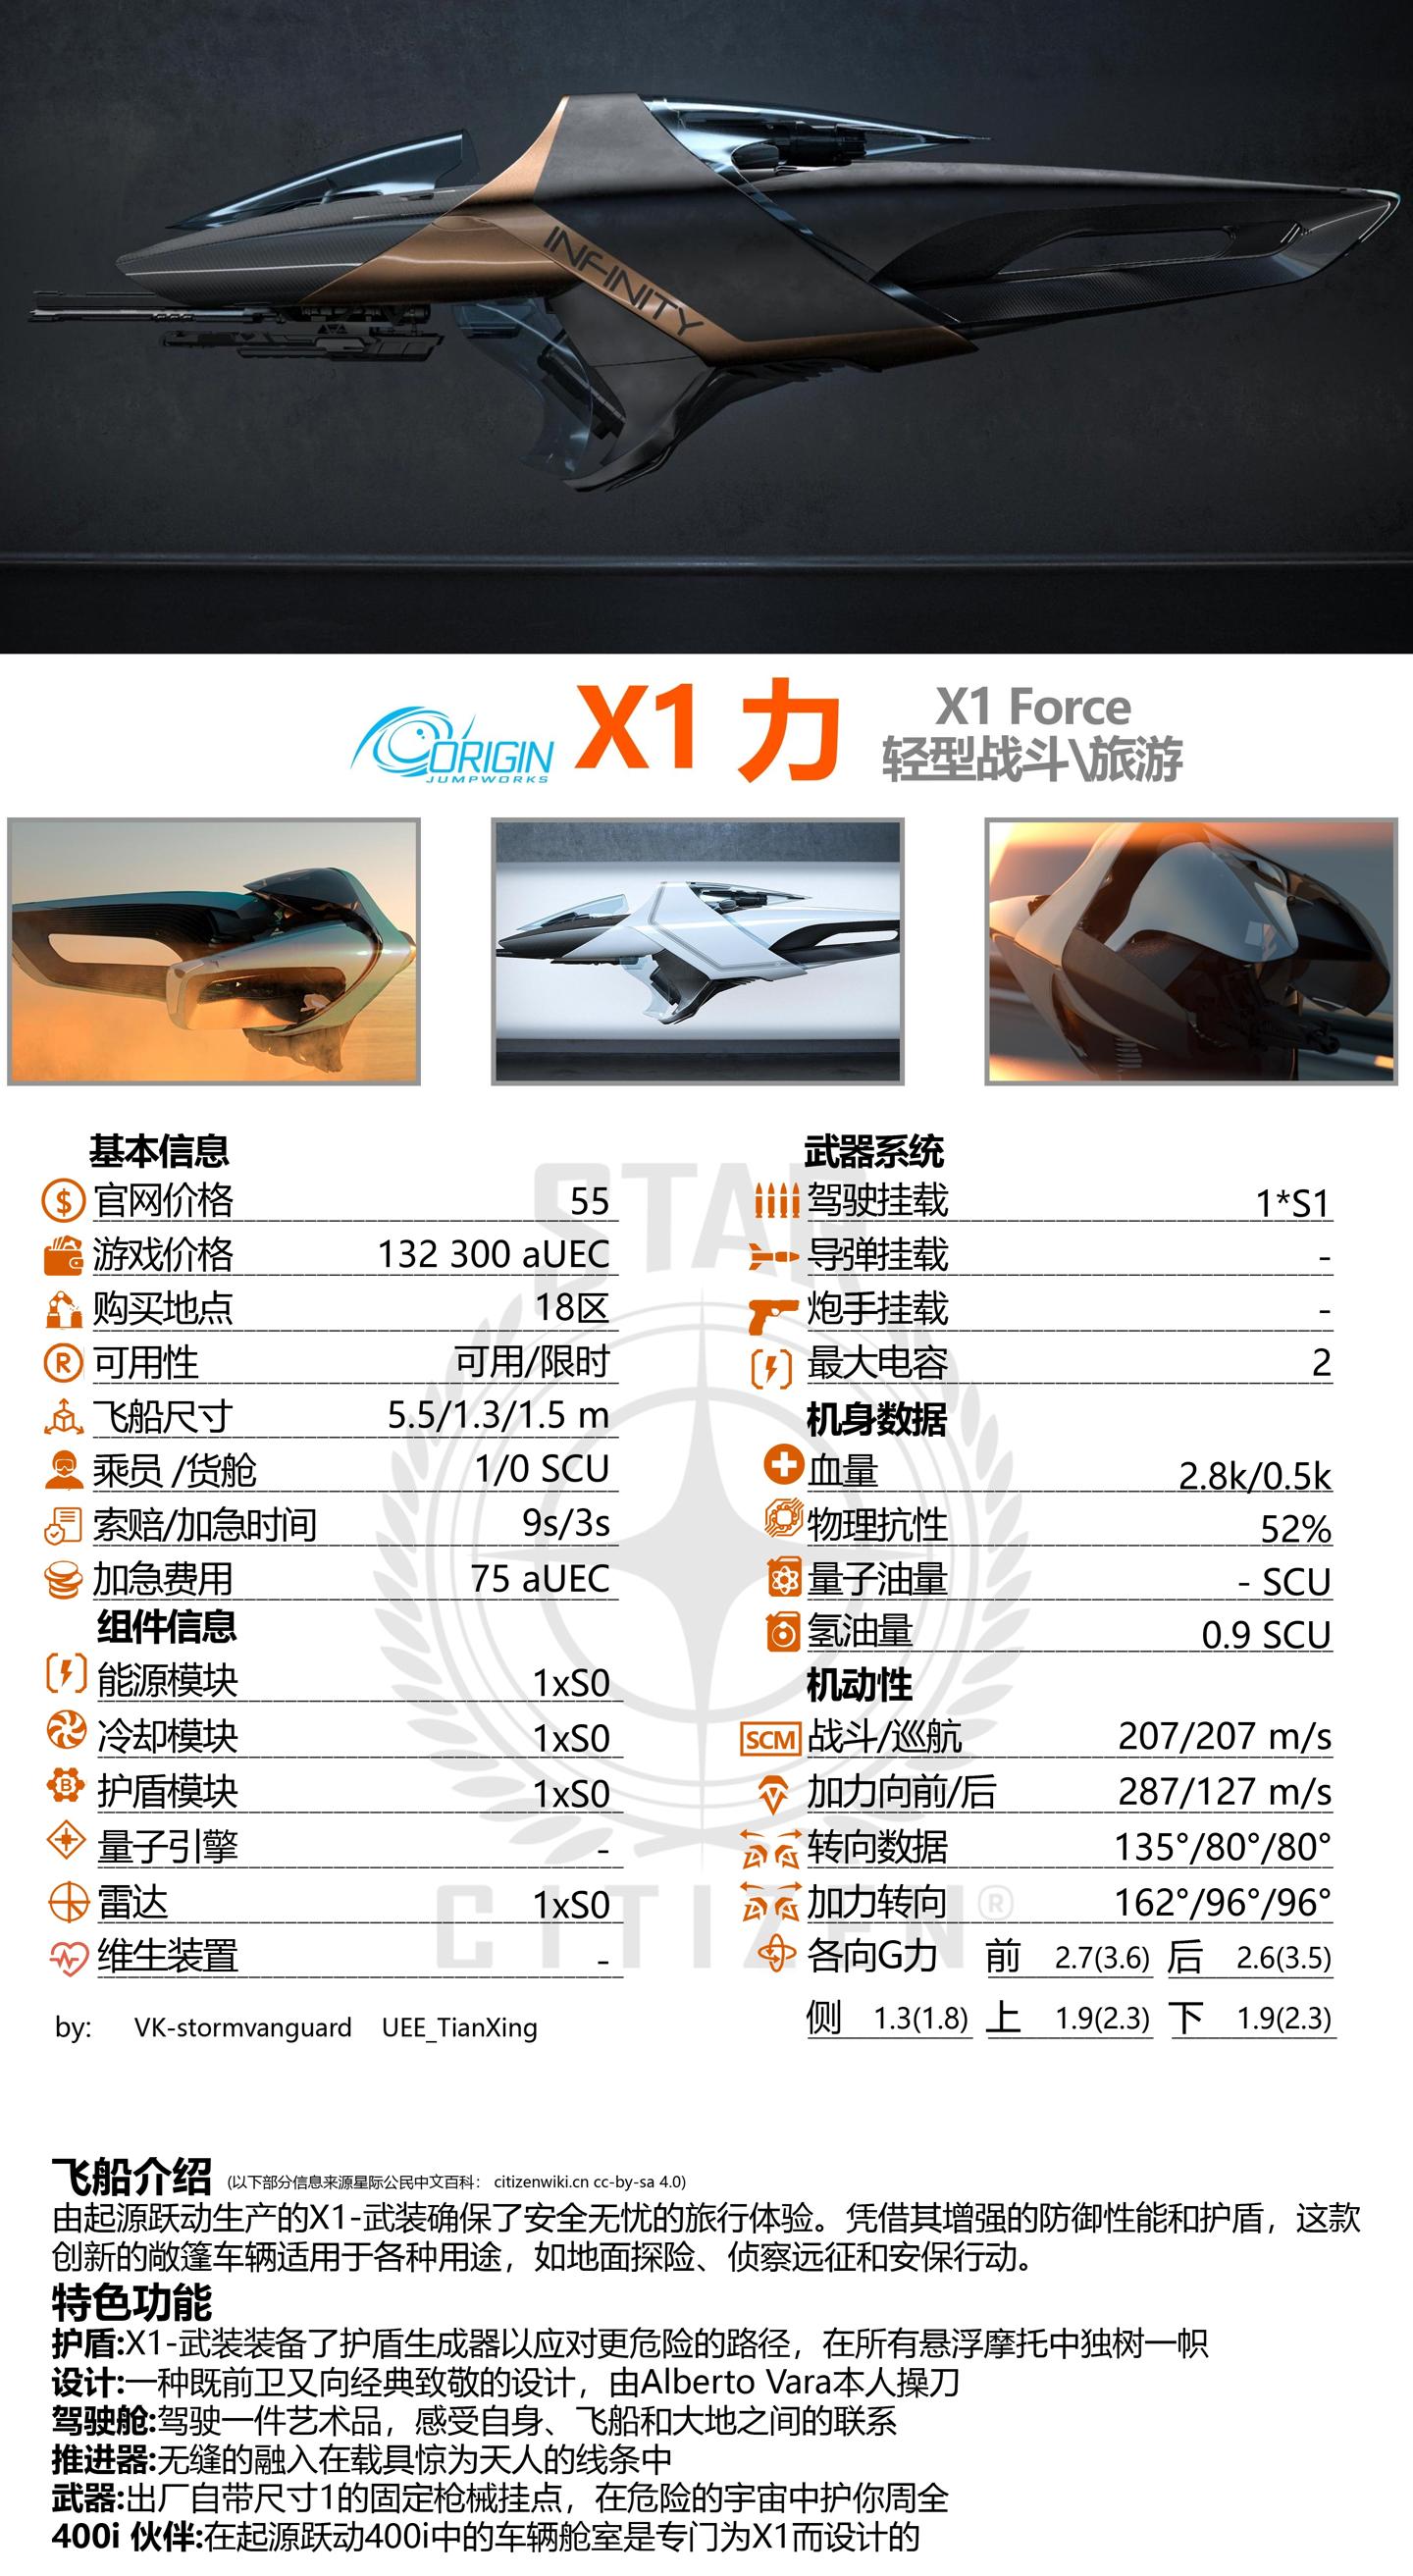 INFINITY
ORIGIN
JUMPWORKS
X1 力
X1 Force
轻型战斗\旅游
基本信息
官网价格 55
游戏价格 132 300 aUEC
购买地点 18区
可用性 可用/限时
飞船尺寸 5.5/1.3/1.5 m
乘员 /货舱 1/0 SCU
索赔/加急时间 9s/3s
加急费用 75 aUEC
组件信息
能源模块 1xS0
冷却模块 1xS0
护盾模块 1xS0
量子引擎 -
雷达 1xS0
维生装置 -
by: VK-stormvanguard UEE_TianXing
武器系统
驾驶挂载 1*S1
导弹挂载 -
炮手挂载 -
最大电容 2
机身数据
血量 2.8k/0.5k
物理抗性 52%
量子油量 - SCU
氢油量 0.9 SCU
机动性
SCM 战斗/巡航 207/207 m/s
加力向前/后 287/127 m/s
转向数据 135°/80°/80°
加力转向 162°/96°/96°
各向G力 前 2.7(3.6) 后 2.6(3.5)
侧 1.3(1.8) 上 1.9(2.3) 下 1.9(2.3)
STAR
CITIZEN®
飞船介绍 (以下部分信息来源星际公民中文百科： citizenwiki.cn cc-by-sa 4.0)
由起源跃动生产的X1-武装确保了安全无忧的旅行体验。凭借其增强的防御性能和护盾，这款
创新的敞篷车辆适用于各种用途，如地面探险、侦察远征和安保行动。
特色功能
护盾:X1-武装装备了护盾生成器以应对更危险的路径，在所有悬浮摩托中独树一帜
设计:一种既前卫又向经典致敬的设计，由Alberto Vara本人操刀
驾驶舱:驾驶一件艺术品，感受自身、飞船和大地之间的联系
推进器:无缝的融入在载具惊为天人的线条中
武器:出厂自带尺寸1的固定枪械挂点，在危险的宇宙中护你周全
400i 伙伴:在起源跃动400i中的车辆舱室是专门为X1而设计的